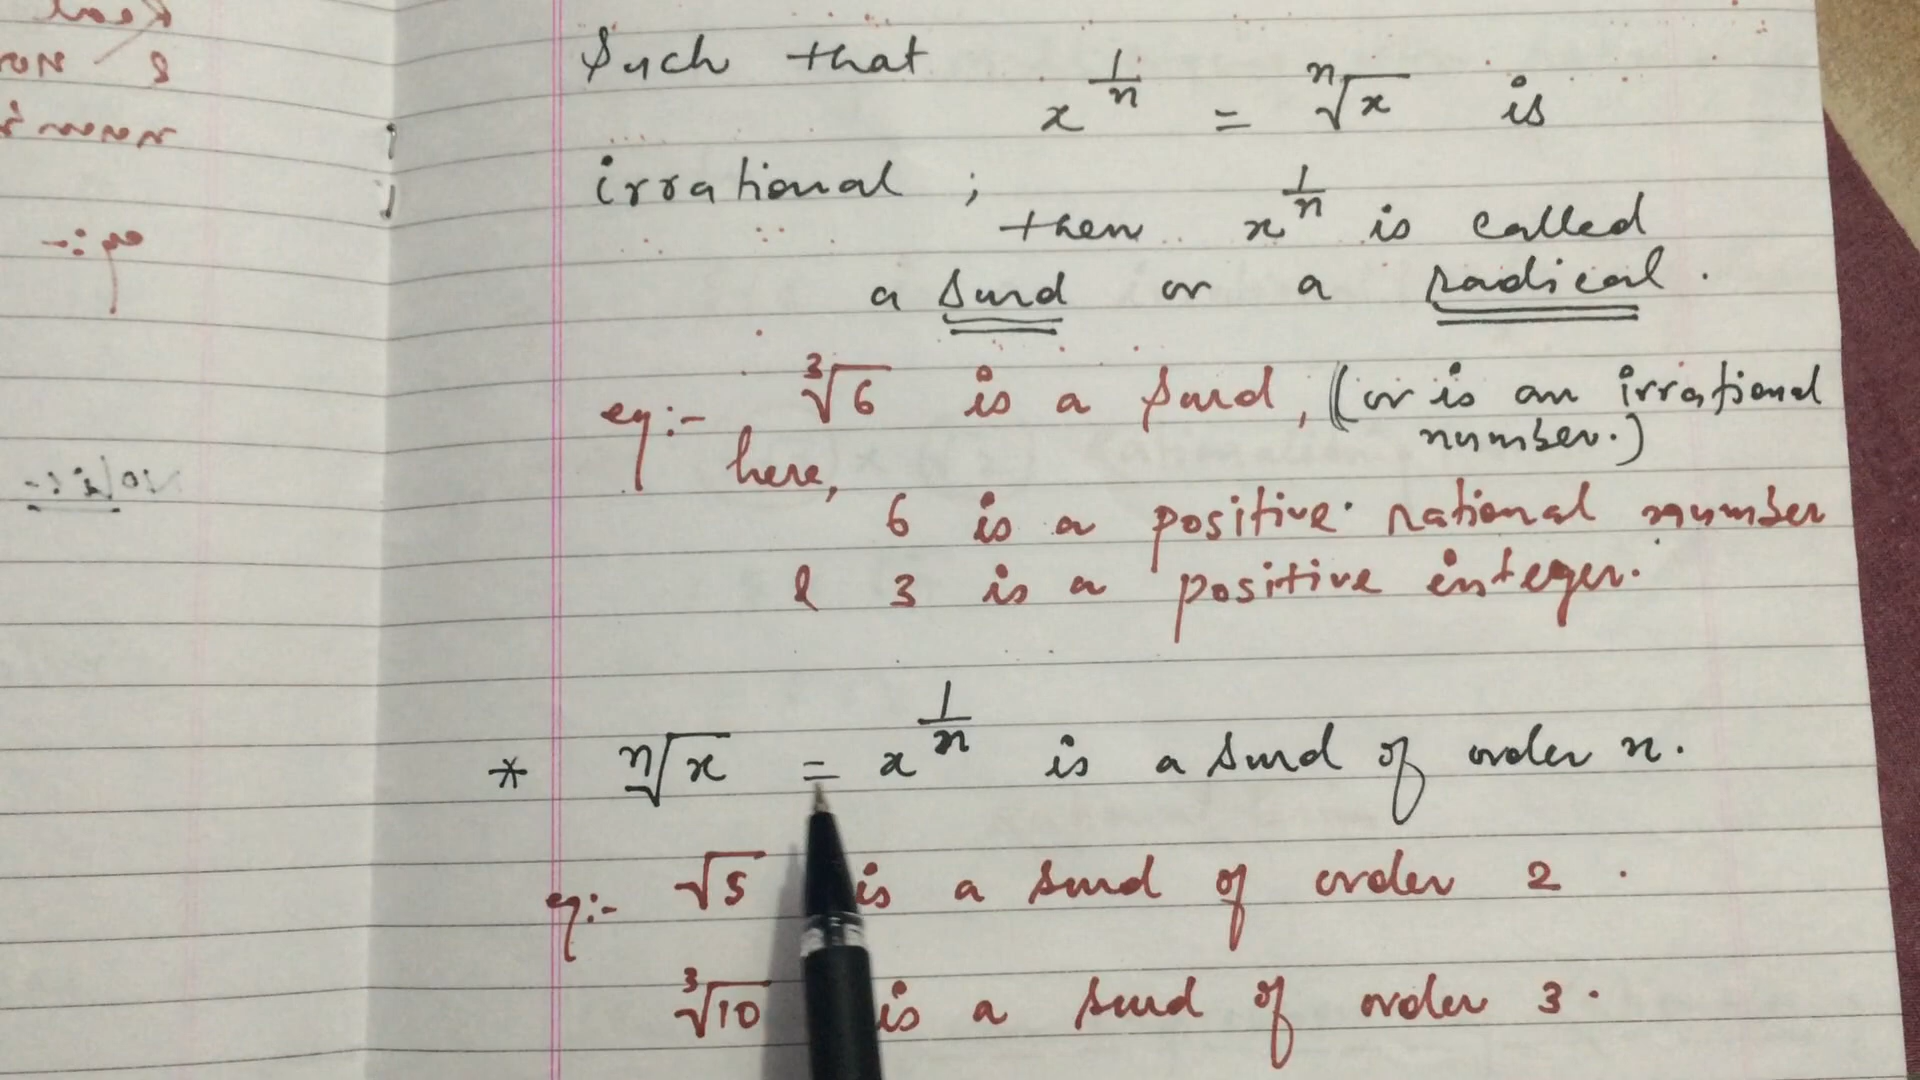 Such that
x^(1/n) = ⁿ√x is
irrational ;
then x^(1/n) is called
a surd or a radical .
eg:- ³√6 is a surd, (or is an irrational
number.)
here,
6 is a positive rational number
& 3 is a positive integer.
* ⁿ√x = x^(1/n) is a surd of order n.
eg:- √5 is a surd of order 2 .
³√10 is a surd of order 3 .